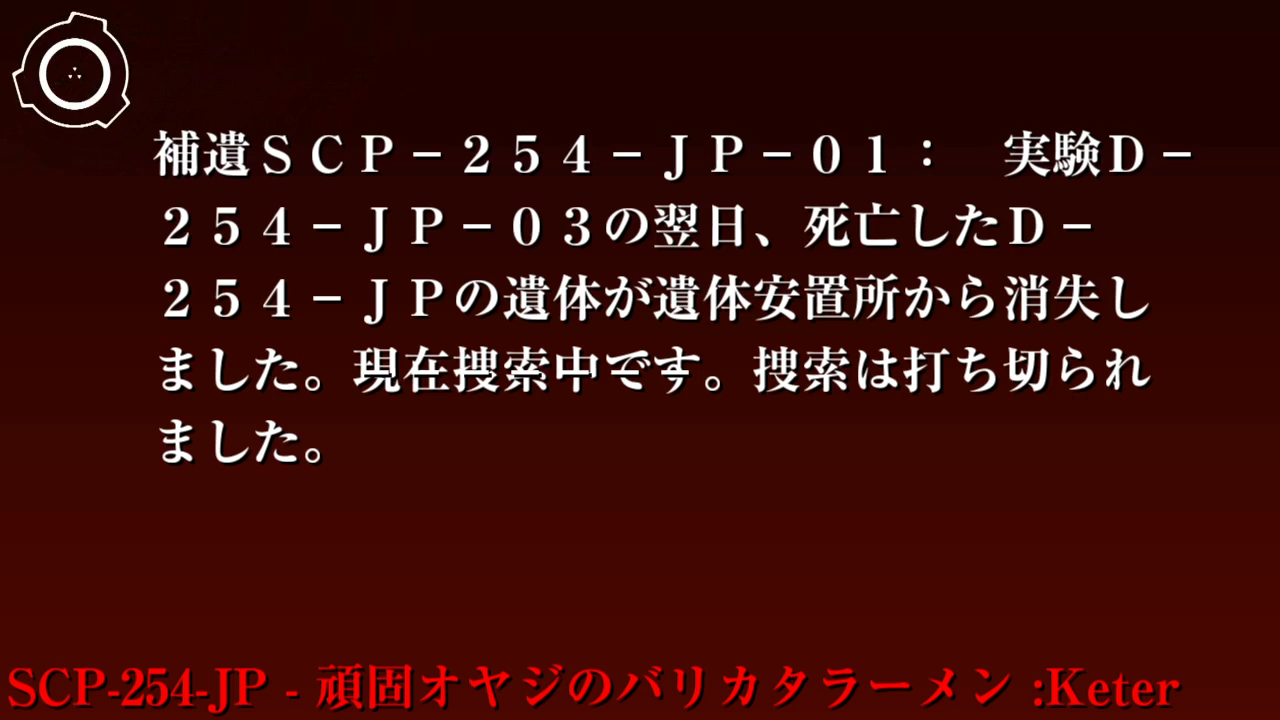 補遺ＳＣＰ－２５４－ＪＰ－０１：　実験Ｄ－
２５４－ＪＰ－０３の翌日、死亡したＤ－
２５４－ＪＰの遺体が遺体安置所から消失し
ました。現在捜索中です。捜索は打ち切られ
ました。
SCP-254-JP - 頑固オヤジのバリカタラーメン :Keter